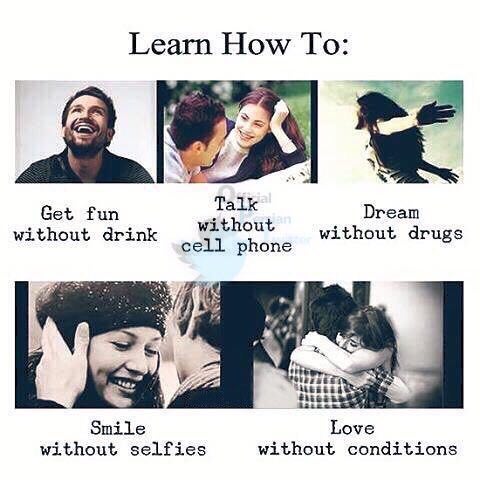 Learn How To:
Get fun
without drink
Talk
without
cell phone
Dream
without drugs
Smile
without selfies
Love
without conditions